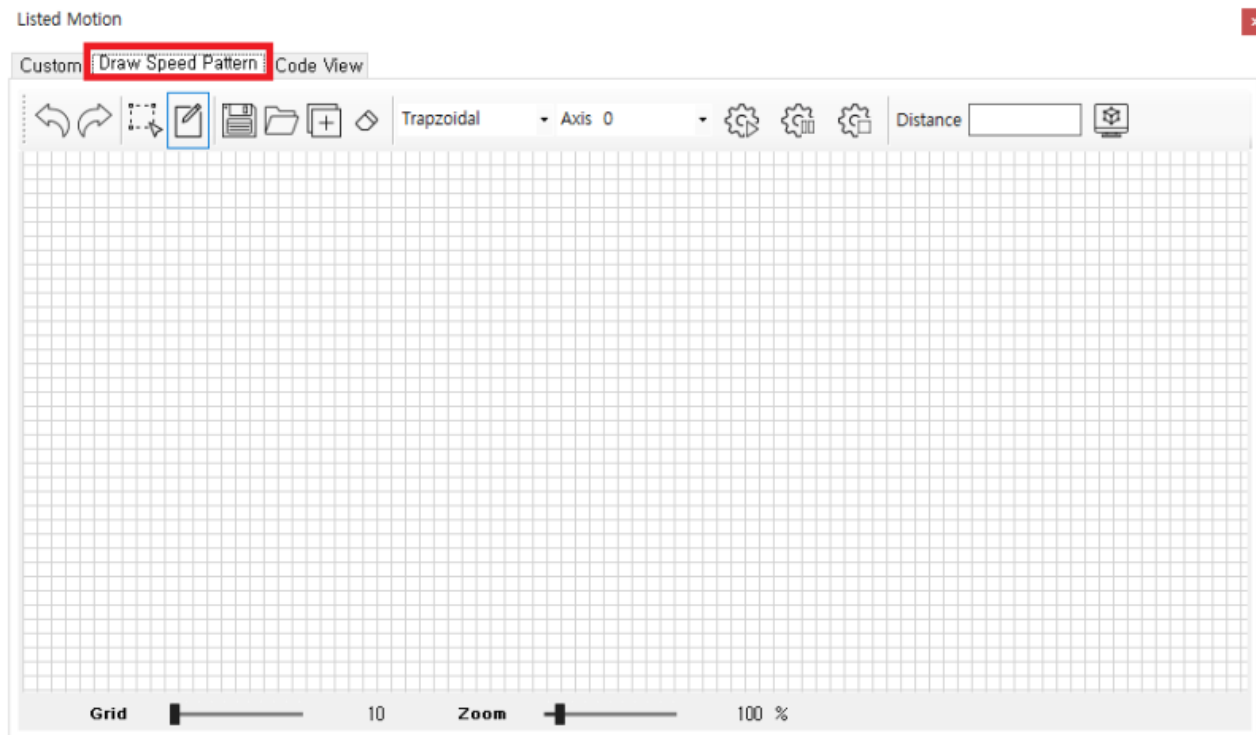 Listed Motion
Custom Draw Speed Pattern Code View
Trapzoidal Axis 0 Distance
Grid 10 Zoom 100 %